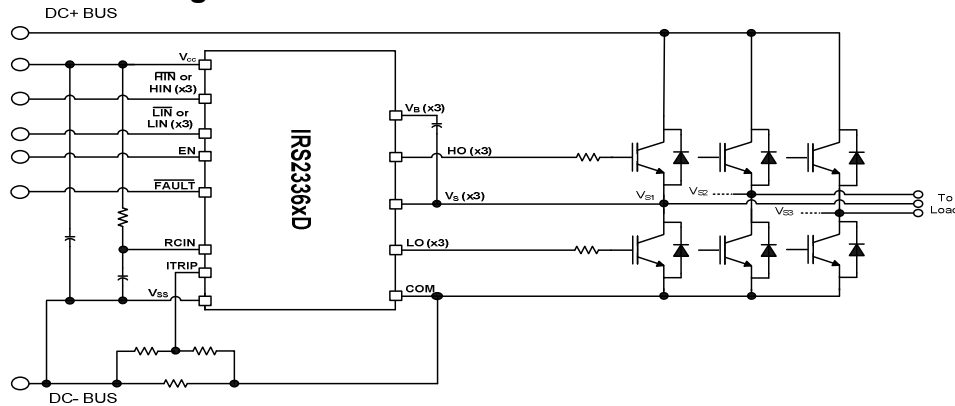 DC+ BUS
Vcc
HIN or
HIN (x3)
LIN or
LIN (x3)
EN
FAULT
RCIN
ITRIP
VSS
IRS2336xD
VB (x3)
HO (x3)
VS (x3)
LO (x3)
COM
VS1
VS2
VS3
To
Load
DC- BUS